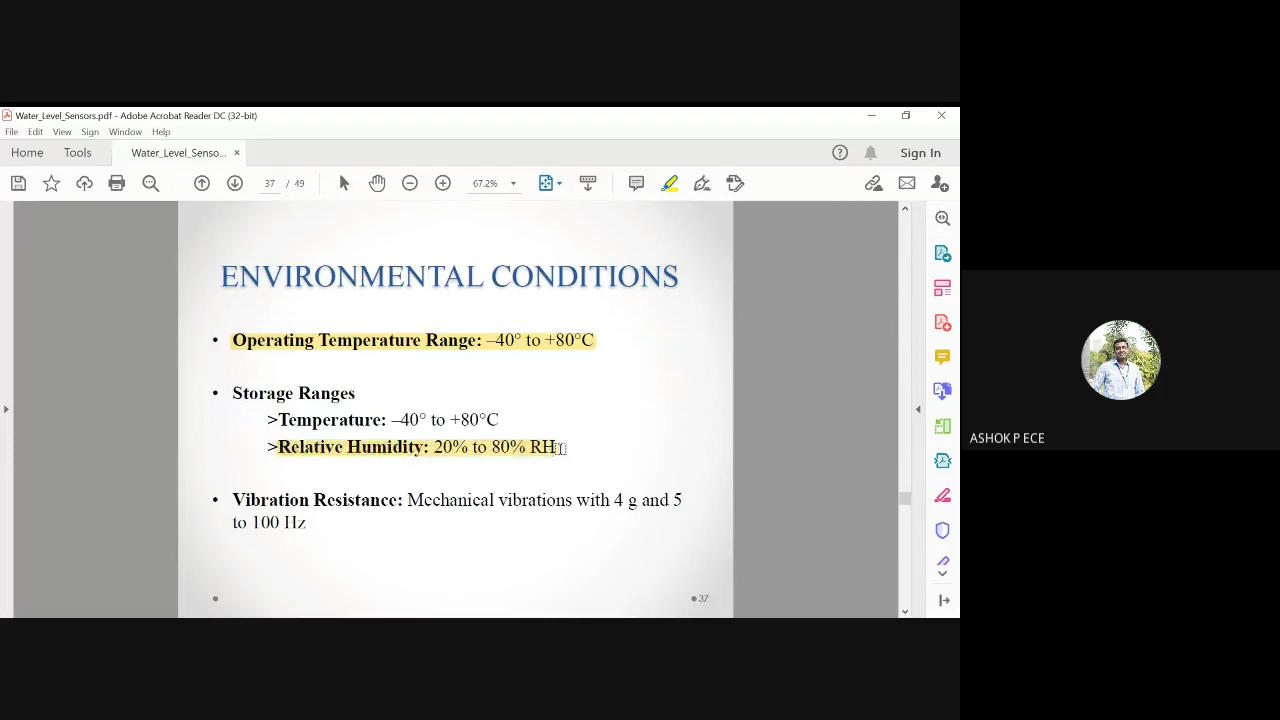 Water_Level_Sensors.pdf - Adobe Acrobat Reader DC (32-bit)
File Edit View Sign Window Help
Home Tools Water_Level_Senso... × Sign In
37 / 49 67.2%
ENVIRONMENTAL CONDITIONS
• Operating Temperature Range: –40° to +80°C
• Storage Ranges
>Temperature: –40° to +80°C
>Relative Humidity: 20% to 80% RH
• Vibration Resistance: Mechanical vibrations with 4 g and 5
to 100 Hz
37
ASHOK P ECE